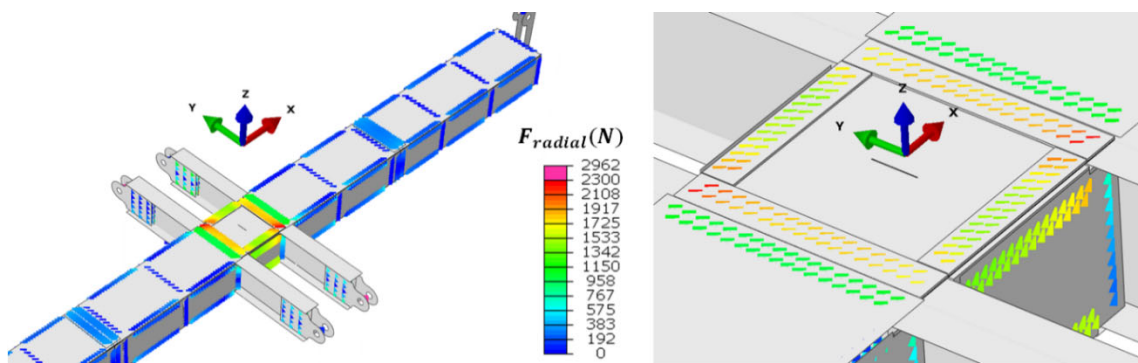 Z
Y
X
F_radial(N)
2962
2300
2108
1917
1725
1533
1342
1150
958
767
575
383
192
0
Z
Y
X